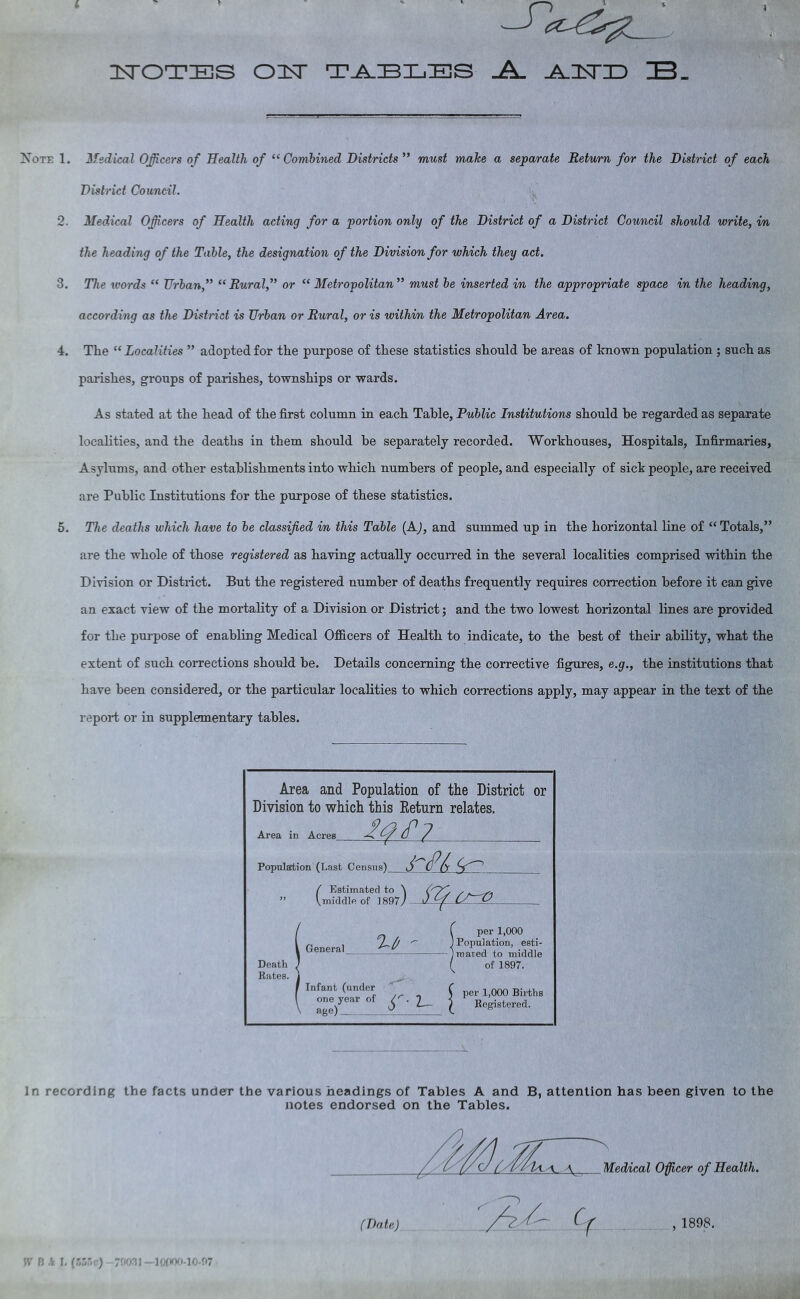 NOTES ON TABLES A AND B.
NOTE 1. Medical Officers of Health of “Combined Districts” must make a separate Return for the District of each
District Council.
2. Medical Officers of Health acting for a portion only of the District of a District Council should write, in
the heading of the Table, the designation of the Division for which they act.
3. The words “Urban,” “Rural,” or “Metropolitan” must be inserted in the appropriate space in the heading,
according as the District is Urban or Rural, or is within the Metropolitan Area.
4. The “Localities” adopted for the purpose of these statistics should be areas of known population; such as
parishes, groups of parishes, townships or wards.
As stated at the head of the first column in each Table, Public Institutions should be regarded as separate
localities, and the deaths in them should be separately recorded. Workhouses, Hospitals, Infirmaries,
Asylums, and other establishments into which numbers of people, and especially of sick people, are received
are Public Institutions for the purpose of these statistics.
5. The deaths which have to be classified in this Table (A), and summed up in the horizontal line of “Totals,”
are the whole of those registered as having actually occurred in the several localities comprised within the
Division or District. But the registered number of deaths frequently requires correction before it can give
an exact view of the mortality of a Division or District; and the two lowest horizontal lines are provided
for the purpose of enabling Medical Officers of Health to indicate, to the best of their ability, what the
extent of such corrections should be. Details concerning the corrective figures, e.g., the institutions that
have been considered, or the particular localities to which corrections apply, may appear in the text of the
report or in supplementary tables.
Area and Population of the District or
Division to which this Return relates.
Area in Acres 2987
Population (Last Census) 5865
” (Estimated to middle of 1897) 5950
Death Rates.
General 20 per 1,000 Population, estimated to middle of 1897.
Infant (under one year of age) 5.2 per 1,000 Births Registered.
In recording the facts under the various headings of Tables A and B, attention has been given to the
notes endorsed on the Tables.
Medical Officer of Health.
(Date) Feb 9, 1898.
W B & L (555c)-79031-10000-10-97